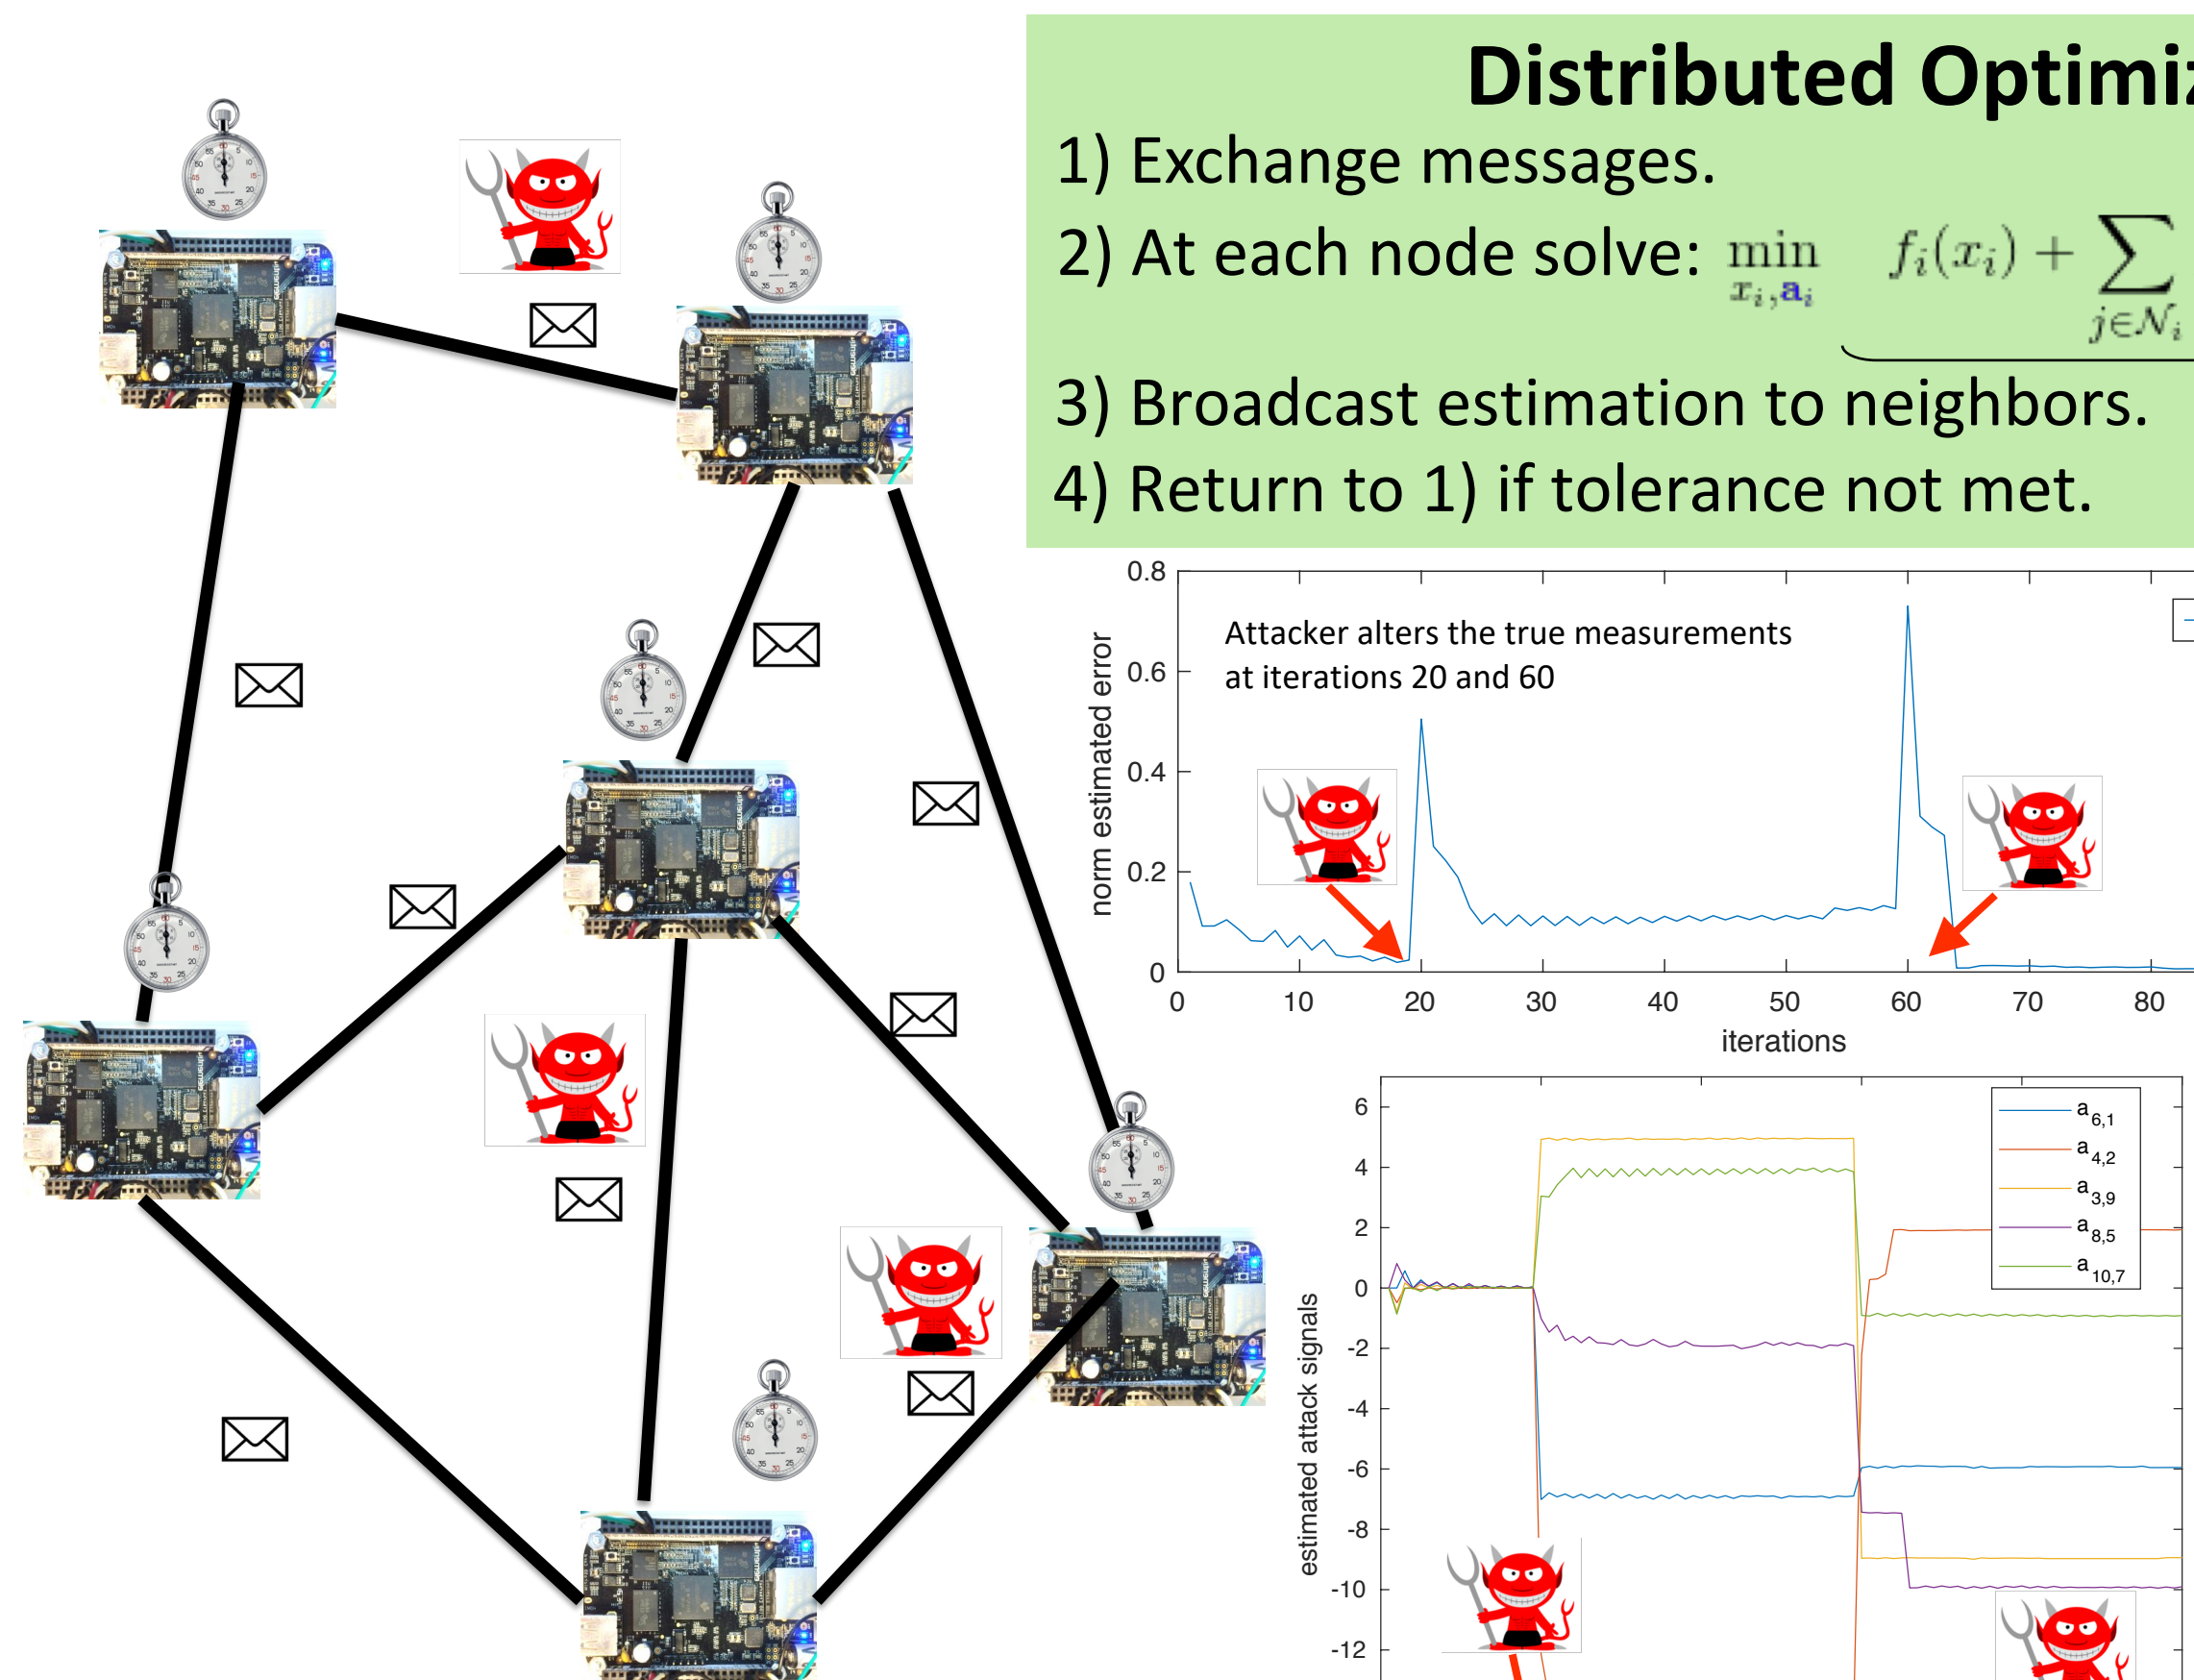 Distributed Optimiz
1) Exchange messages.
2) At each node solve: min x_i, a_i f_i(x_i) + ∑ j∈N_i
3) Broadcast estimation to neighbors.
4) Return to 1) if tolerance not met.
0.8
0.6
0.4
0.2
0
norm estimated error
Attacker alters the true measurements
at iterations 20 and 60
0 10 20 30 40 50 60 70 80
iterations
6
4
2
0
-2
-4
-6
-8
-10
-12
estimated attack signals
a 6,1
a 4,2
a 3,9
a 8,5
a 10,7